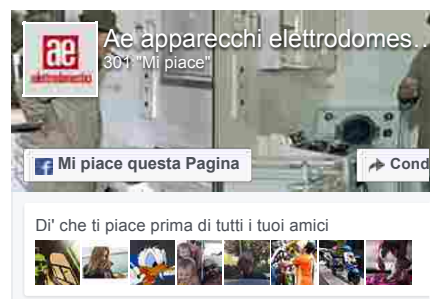 ae
Ae apparecchi elettrodomes...
301 "Mi piace"
Mi piace questa Pagina
Cond
Di' che ti piace prima di tutti i tuoi amici